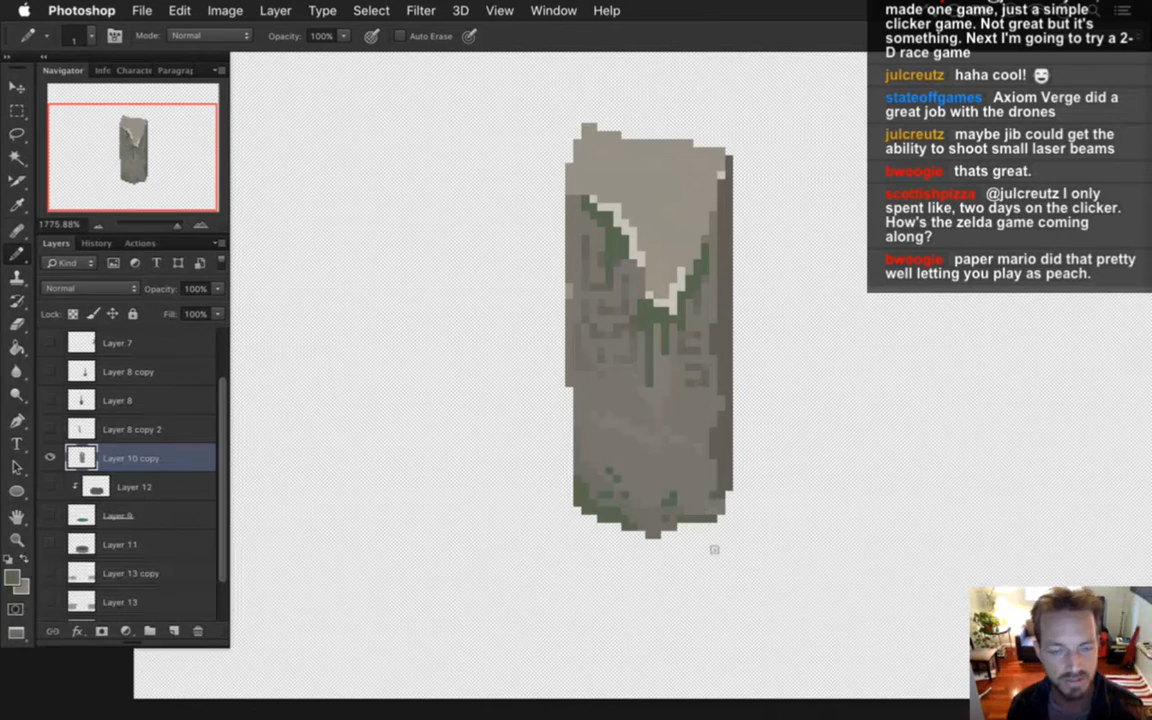 Photoshop File Edit Image Layer Type Select Filter 3D View Window Help
1 Mode: Normal Opacity: 100% Auto Erase
Navigator Info Charact Paragraj
1775.88%
Layers History Actions
Kind
Normal Opacity: 100%
Lock: Fill: 100%
Layer 7
Layer 8 copy
Layer 8
Layer 8 copy 2
Layer 10 copy
Layer 12
Layer 9
Layer 11
Layer 13 copy
Layer 13
made one game, just a simple
clicker game. Not great but it's
something. Next I'm going to try a 2-
D race game
julcreutz haha cool!
stateoffgames Axiom Verge did a
great job with the drones
julcreutz maybe jib could get the
ability to shoot small laser beams
bwoogie thats great.
scottishpizza @julcreutz I only
spent like, two days on the clicker.
How's the zelda game coming
along?
bwoogie paper mario did that pretty
well letting you play as peach.